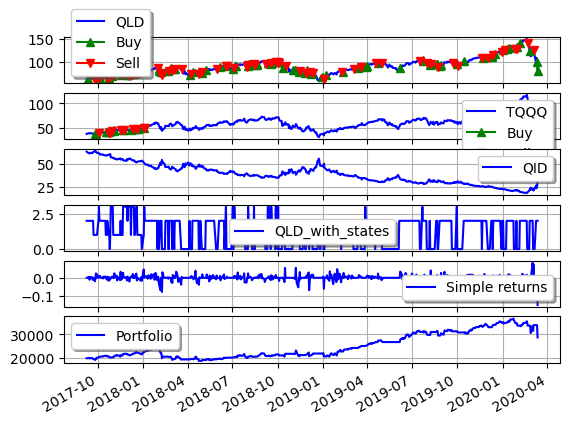 QLD
Buy
Sell
150
100
TQQQ
Buy
100
50
QID
50
25
QLD_with_states
2.5
0.0
Simple returns
0.0
−0.1
Portfolio
30000
20000
2017-10
2018-01
2018-04
2018-07
2018-10
2019-01
2019-04
2019-07
2019-10
2020-01
2020-04